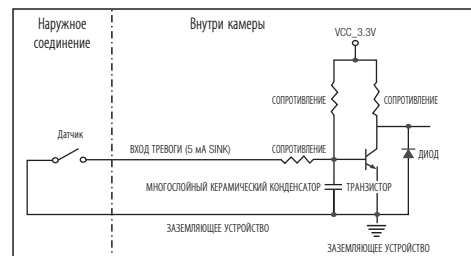 Наружное
соединение
Внутри камеры
VCC_3.3V
СОПРОТИВЛЕНИЕ
СОПРОТИВЛЕНИЕ
Датчик
ВХОД ТРЕВОГИ (5 мА SINK)
СОПРОТИВЛЕНИЕ
ДИОД
МНОГОСЛОЙНЫЙ КЕРАМИЧЕСКИЙ КОНДЕНСАТОР
ТРАНЗИСТОР
ЗАЗЕМЛЯЮЩЕЕ УСТРОЙСТВО
ЗАЗЕМЛЯЮЩЕЕ УСТРОЙСТВО